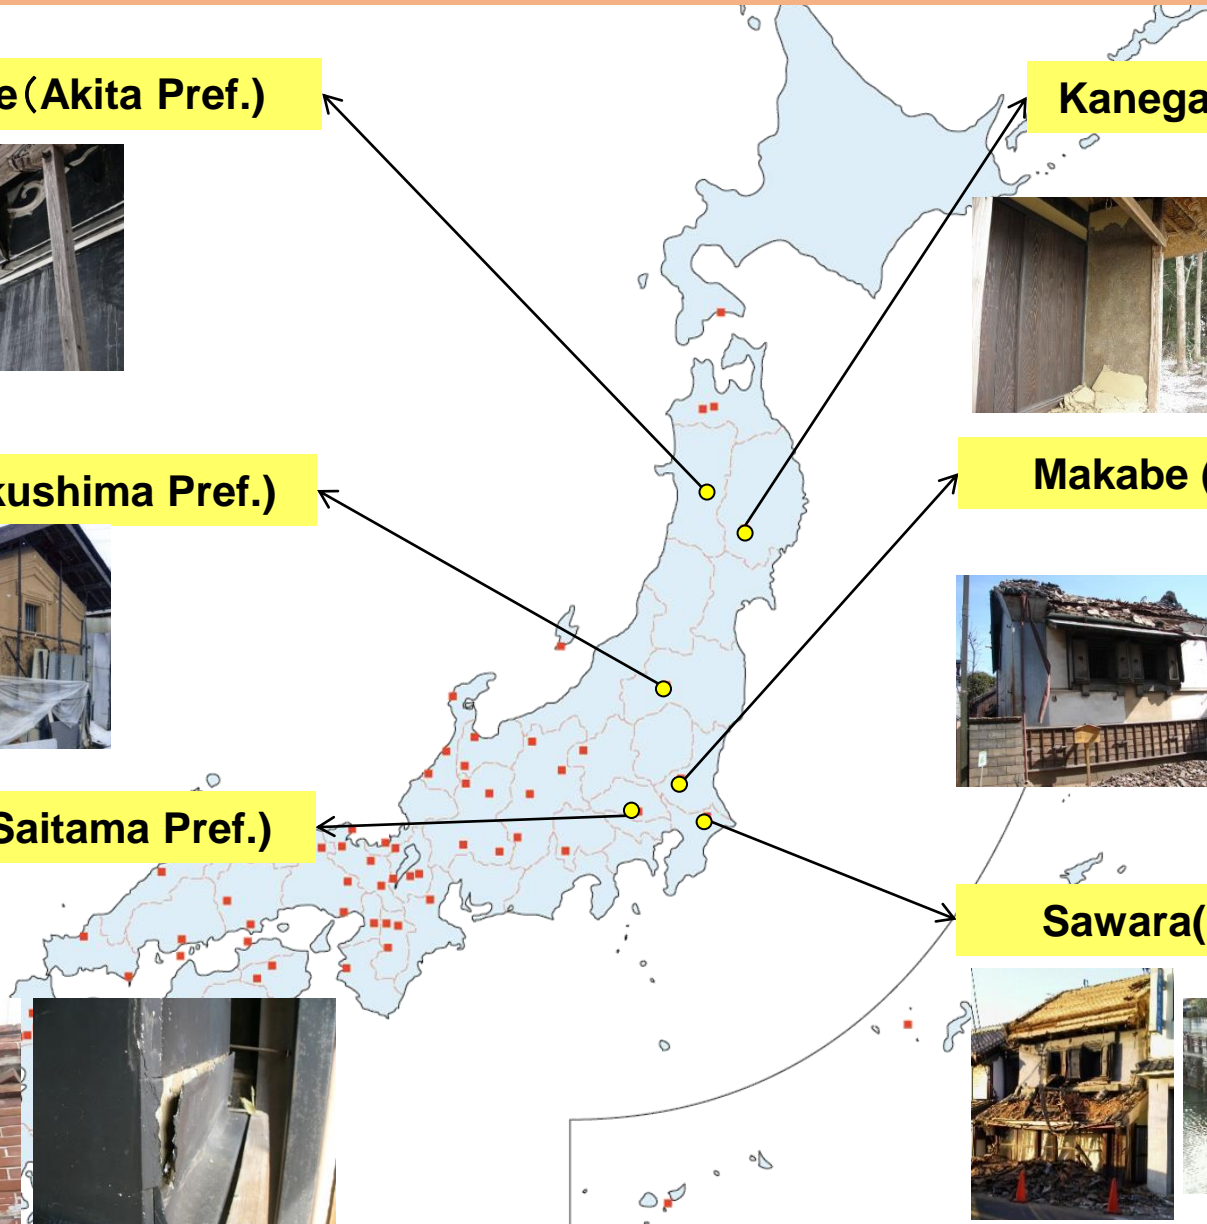 e（Akita Pref.)
Kanega
kushima Pref.)
Makabe (
Saitama Pref.)
Sawara(